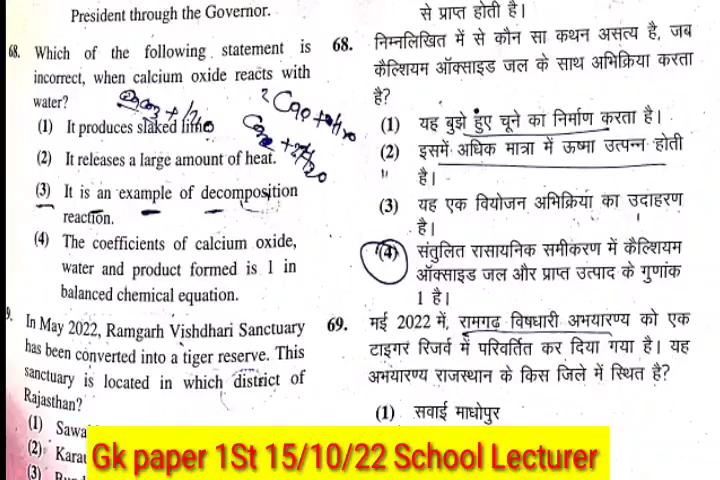 President through the Governor.
68. Which of the following statement is
incorrect, when calcium oxide reacts with
water?
(1) It produces slaked lime
(2) It releases a large amount of heat.
(3) It is an example of decomposition
reaction.
(4) The coefficients of calcium oxide,
water and product formed is 1 in
balanced chemical equation.
9. In May 2022, Ramgarh Vishdhari Sanctuary
has been converted into a tiger reserve. This
sanctuary is located in which district of
Rajasthan?
(1) Sawa
(2) Karau
(3)
से प्राप्त होती है।
68. निम्नलिखित में से कौन सा कथन असत्य है, जब
कैल्शियम ऑक्साइड जल के साथ अभिक्रिया करता
है?
(1) यह बुझे हुए चूने का निर्माण करता है।
(2) इसमें अधिक मात्रा में ऊष्मा उत्पन्न होती
है।
(3) यह एक वियोजन अभिक्रिया का उदाहरण
है।
(4) संतुलित रासायनिक समीकरण में कैल्शियम
ऑक्साइड जल और प्राप्त उत्पाद के गुणांक
1 है।
69. मई 2022 में, रामगढ़ विषधारी अभयारण्य को एक
टाइगर रिजर्व में परिवर्तित कर दिया गया है। यह
अभयारण्य राजस्थान के किस जिले में स्थित है?
(1) सवाई माधोपुर
Gk paper 1St 15/10/22 School Lecturer